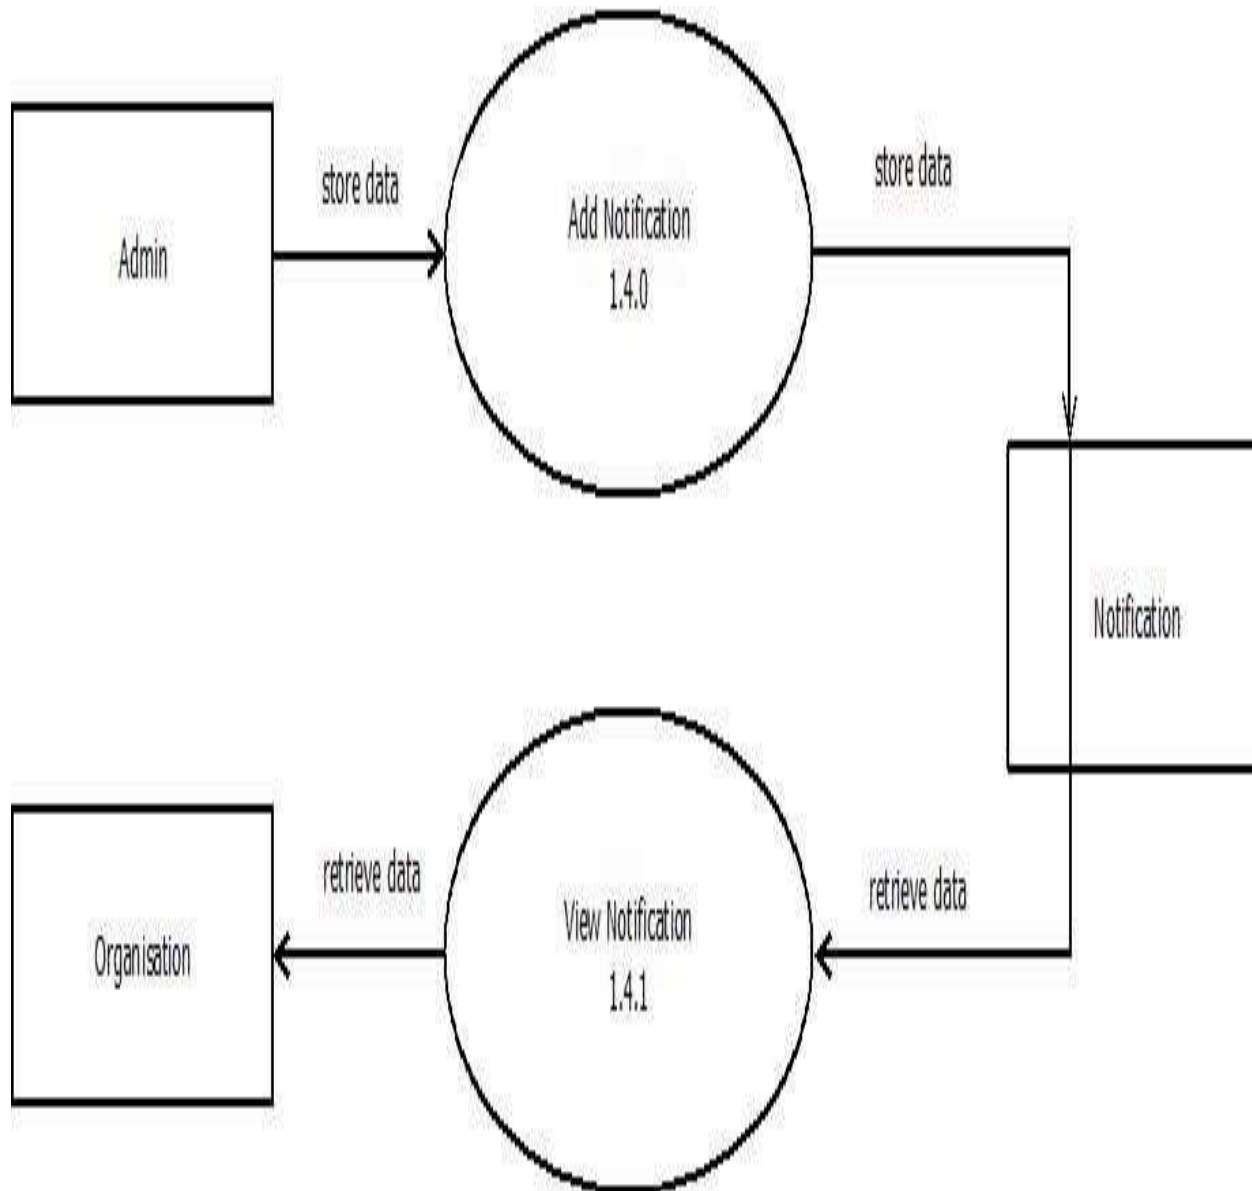 store data
store data
Admin
Add Notification
1.4.0
Notification
retrieve data
retrieve data
Organisation
View Notification
1.4.1